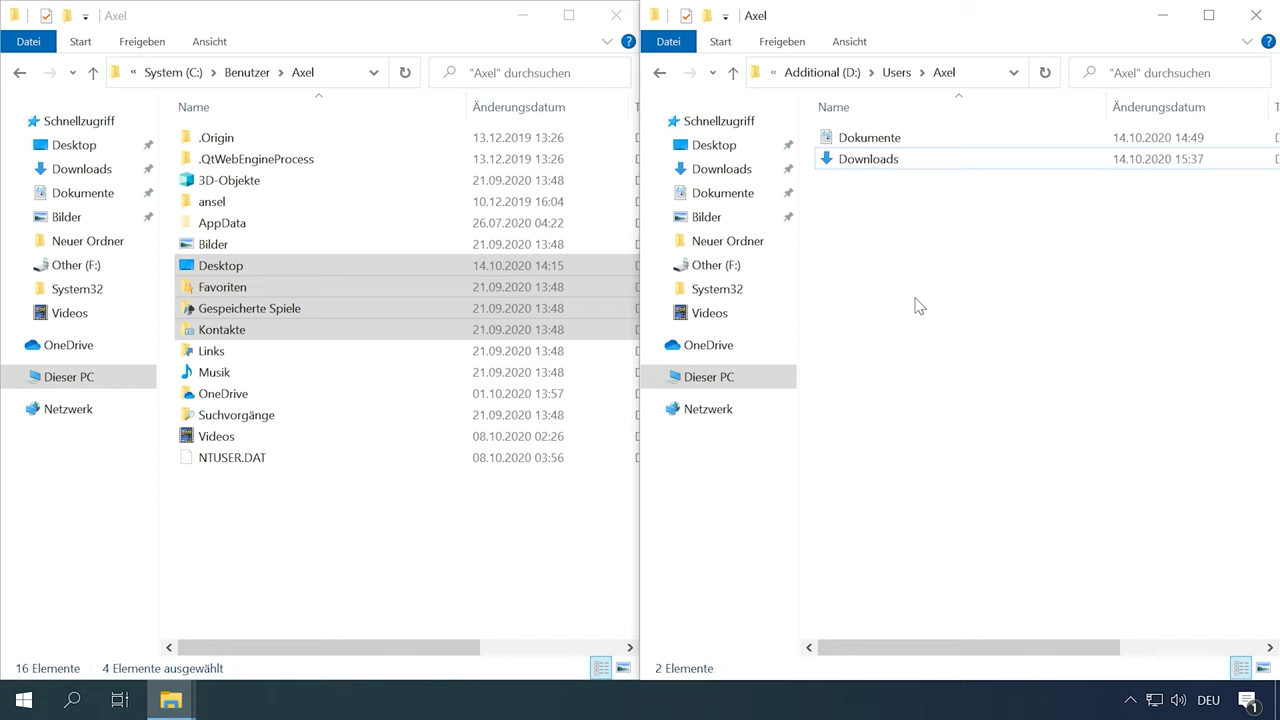 Axel
Datei Start Freigeben Ansicht ?
« System (C:) Benutzer Axel "Axel" durchsuchen
Schnellzugriff
Desktop
Downloads
Dokumente
Bilder
Neuer Ordner
Other (F:)
System32
Videos
OneDrive
Dieser PC
Netzwerk
Name Änderungsdatum
.Origin 13.12.2019 13:26
.QtWebEngineProcess 13.12.2019 13:26
3D-Objekte 21.09.2020 13:48
ansel 10.12.2019 16:04
AppData 26.07.2020 04:22
Bilder 21.09.2020 13:48
Desktop 14.10.2020 14:15
Favoriten 21.09.2020 13:48
Gespeicherte Spiele 21.09.2020 13:48
Kontakte 21.09.2020 13:48
Links 21.09.2020 13:48
Musik 21.09.2020 13:48
OneDrive 01.10.2020 13:57
Suchvorgänge 21.09.2020 13:48
Videos 08.10.2020 02:26
NTUSER.DAT 08.10.2020 03:56
16 Elemente 4 Elemente ausgewählt
Axel
Datei Start Freigeben Ansicht ?
« Additional (D:) Users Axel "Axel" durchsuchen
Schnellzugriff
Desktop
Downloads
Dokumente
Bilder
Neuer Ordner
Other (F:)
System32
Videos
OneDrive
Dieser PC
Netzwerk
Name Änderungsdatum
Dokumente 14.10.2020 14:49
Downloads 14.10.2020 15:37
2 Elemente
DEU 1